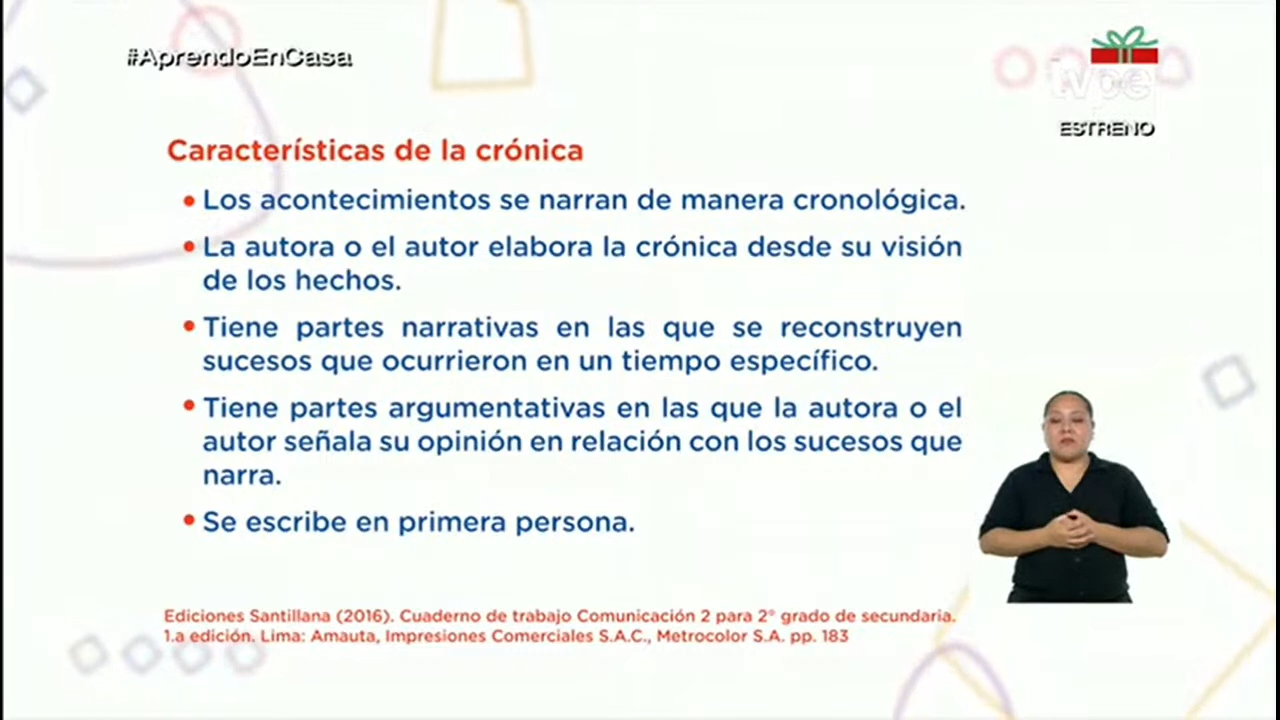 #AprendoEnCasa
tvpe
ESTRENO
Características de la crónica
• Los acontecimientos se narran de manera cronológica.
• La autora o el autor elabora la crónica desde su visión
de los hechos.
• Tiene partes narrativas en las que se reconstruyen
sucesos que ocurrieron en un tiempo específico.
• Tiene partes argumentativas en las que la autora o el
autor señala su opinión en relación con los sucesos que
narra.
• Se escribe en primera persona.
Ediciones Santillana (2016). Cuaderno de trabajo Comunicación 2 para 2° grado de secundaria.
1.a edición. Lima: Amauta, Impresiones Comerciales S.A.C., Metrocolor S.A. pp. 183